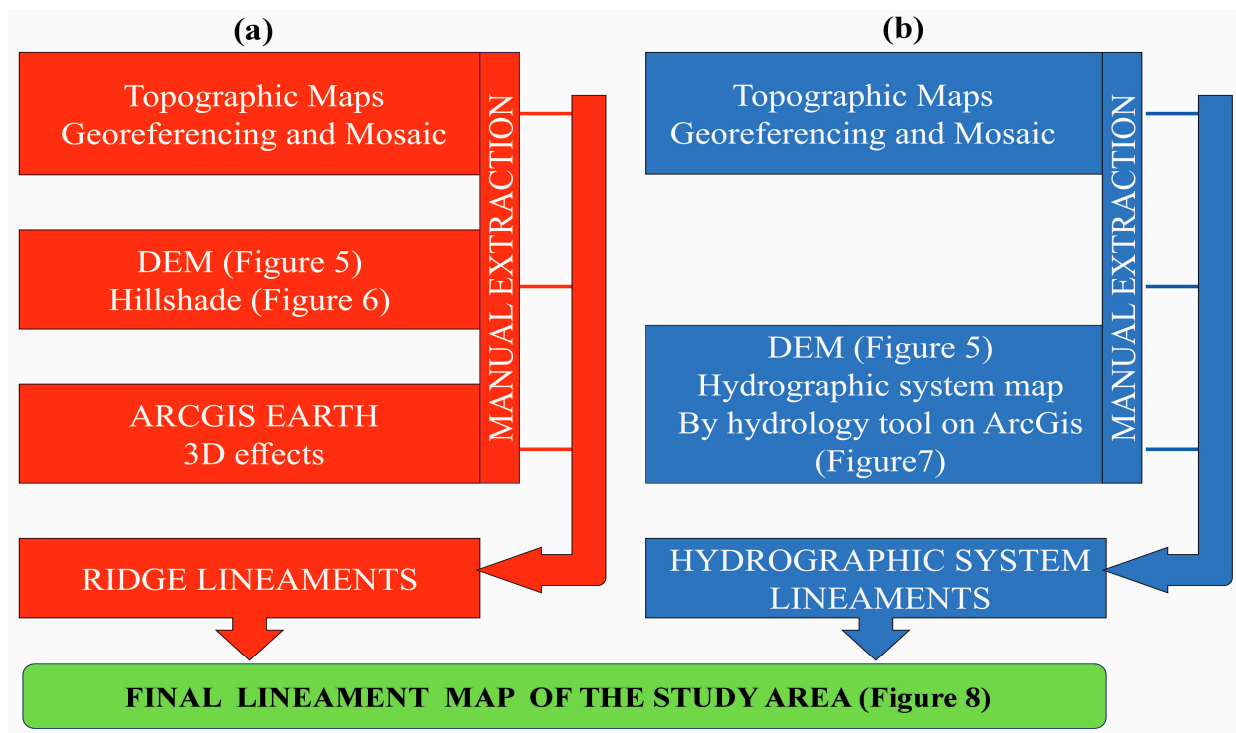 (a)
Topographic Maps
Georeferencing and Mosaic
DEM (Figure 5)
Hillshade (Figure 6)
ARCGIS EARTH
3D effects
MANUAL EXTRACTION
RIDGE LINEAMENTS
(b)
Topographic Maps
Georeferencing and Mosaic
DEM (Figure 5)
Hydrographic system map
By hydrology tool on ArcGis
(Figure7)
MANUAL EXTRACTION
HYDROGRAPHIC SYSTEM
LINEAMENTS
FINAL LINEAMENT MAP OF THE STUDY AREA (Figure 8)